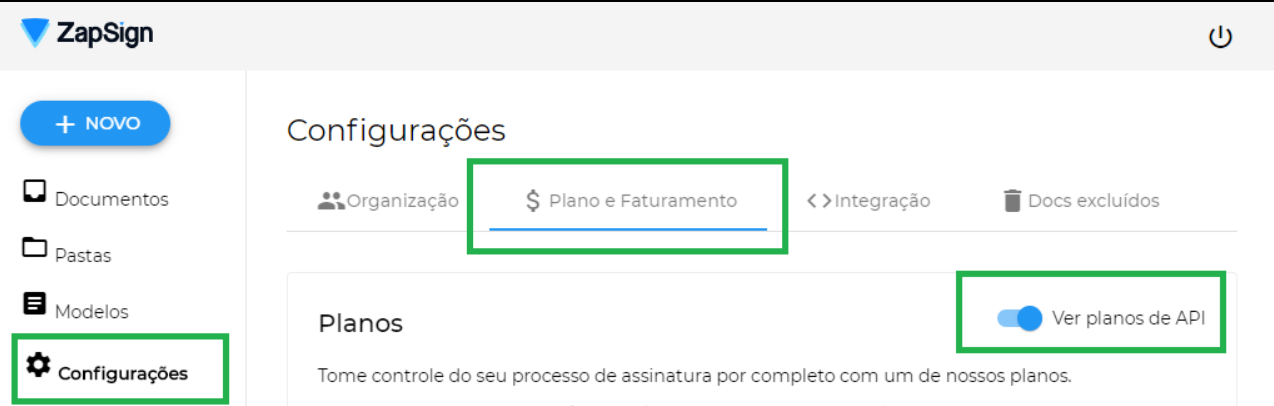 ZapSign
+ NOVO
Documentos
Pastas
Modelos
Configurações
Configurações
Organização
$ Plano e Faturamento
<> Integração
Docs excluídos
Planos
Ver planos de API
Tome controle do seu processo de assinatura por completo com um de nossos planos.